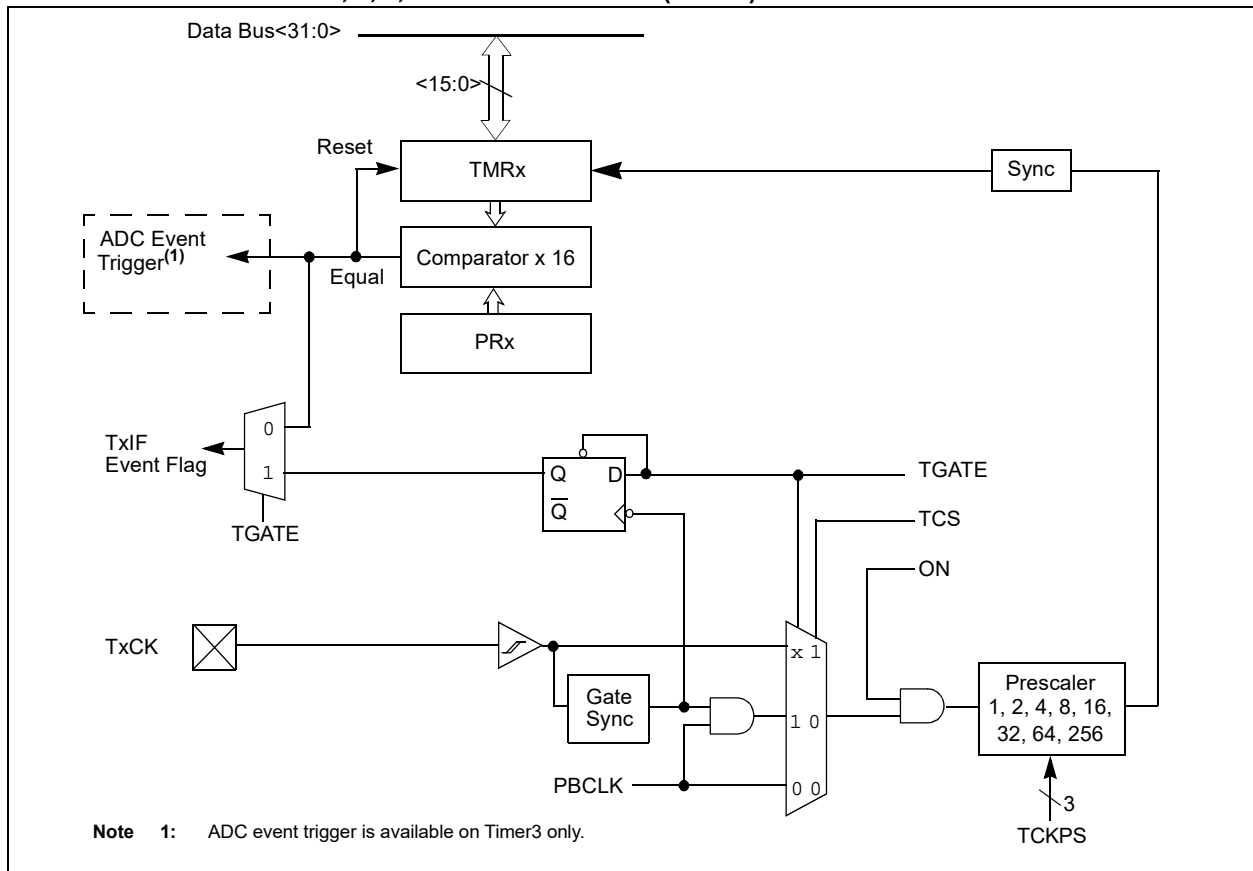 Data Bus<31:0>
<15:0>
Reset
TMRx
Sync
ADC Event
Trigger(1)
Equal
Comparator x 16
PRx
0
1
TxIF
Event Flag
TGATE
Q
D
Q
TGATE
TCS
ON
TxCK
x 1
Gate
Sync
1 0
Prescaler
1, 2, 4, 8, 16,
32, 64, 256
PBCLK
0 0
3
TCKPS
Note 1: ADC event trigger is available on Timer3 only.